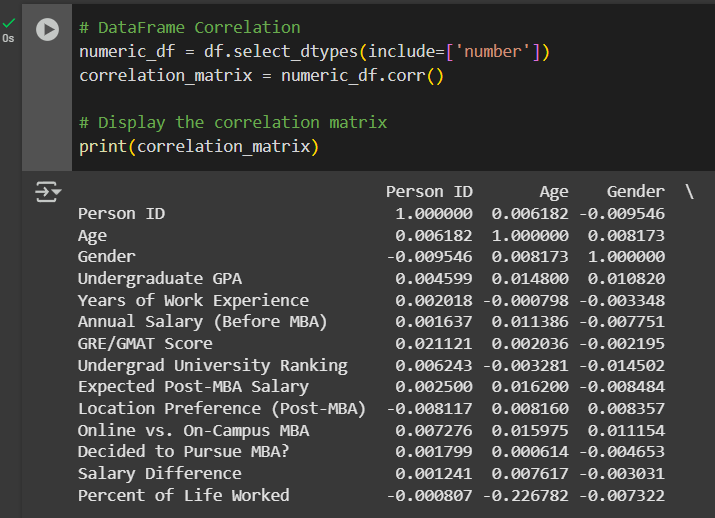 # DataFrame Correlation
numeric_df = df.select_dtypes(include=['number'])
correlation_matrix = numeric_df.corr()
# Display the correlation matrix
print(correlation_matrix)
0s
Person ID Age Gender \
Person ID 1.000000 0.006182 -0.009546
Age 0.006182 1.000000 0.008173
Gender -0.009546 0.008173 1.000000
Undergraduate GPA 0.004599 0.014800 0.010820
Years of Work Experience 0.002018 -0.000798 -0.003348
Annual Salary (Before MBA) 0.001637 0.011386 -0.007751
GRE/GMAT Score 0.021121 0.002036 -0.002195
Undergrad University Ranking 0.006243 -0.003281 -0.014502
Expected Post-MBA Salary 0.002500 0.016200 -0.008484
Location Preference (Post-MBA) -0.008117 0.008160 0.008357
Online vs. On-Campus MBA 0.007276 0.015975 0.011154
Decided to Pursue MBA? 0.001799 0.000614 -0.004653
Salary Difference 0.001241 0.007617 -0.003031
Percent of Life Worked -0.000807 -0.226782 -0.007322